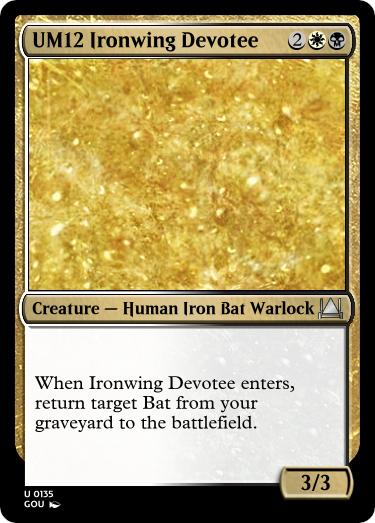 UM12 Ironwing Devotee 2
Creature — Human Iron Bat Warlock
When Ironwing Devotee enters,
return target Bat from your
graveyard to the battlefield.
3/3
U 0135
GOU